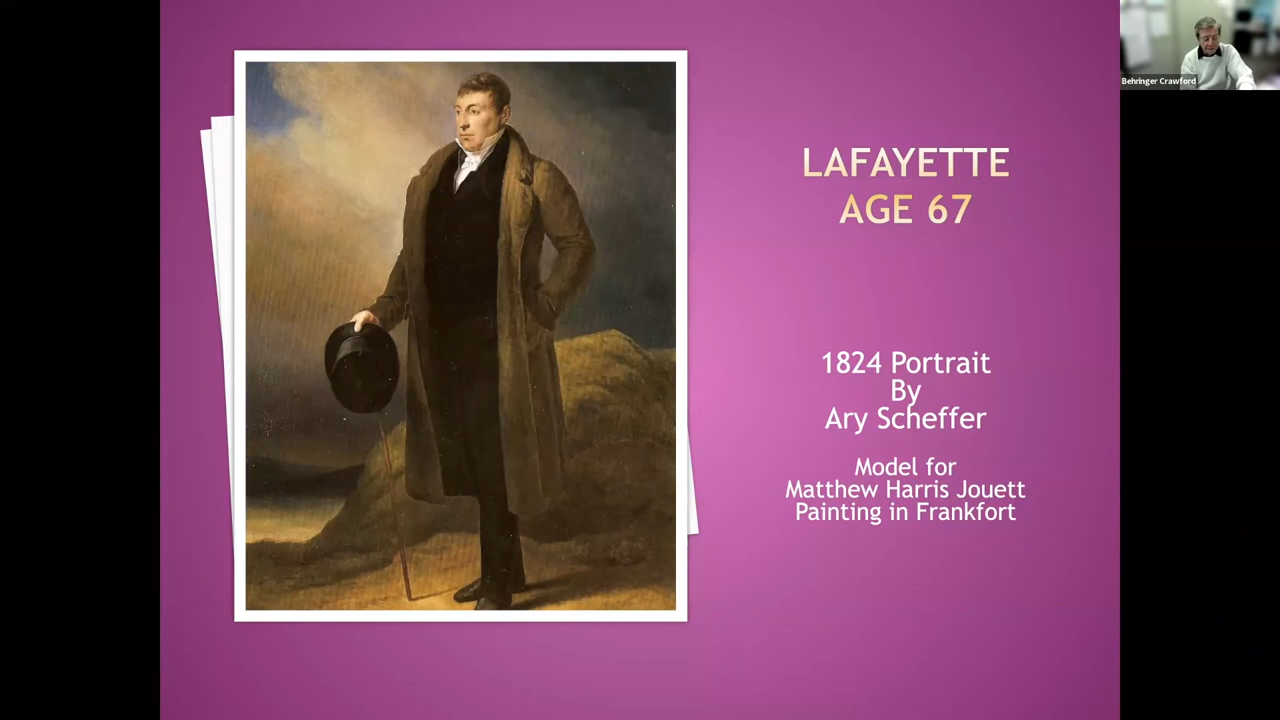 Behringer Crawford
LAFAYETTE
AGE 67
1824 Portrait
By
Ary Scheffer
Model for
Matthew Harris Jouett
Painting in Frankfort